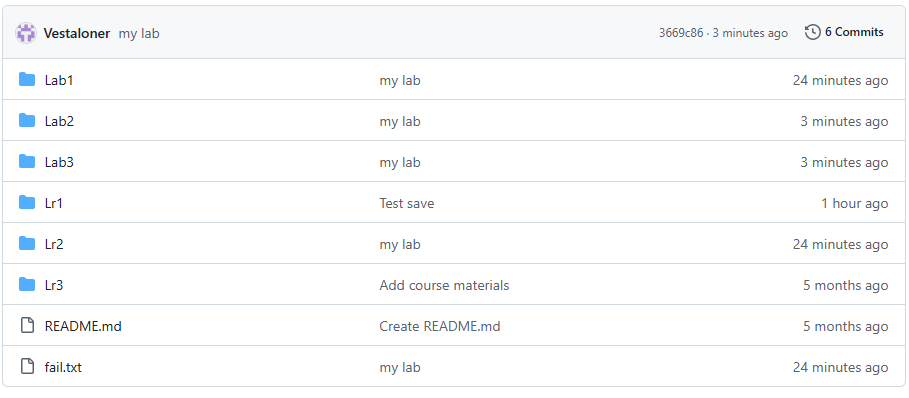 Vestaloner my lab 3669c86 · 3 minutes ago 6 Commits
Lab1 my lab 24 minutes ago
Lab2 my lab 3 minutes ago
Lab3 my lab 3 minutes ago
Lr1 Test save 1 hour ago
Lr2 my lab 24 minutes ago
Lr3 Add course materials 5 months ago
README.md Create README.md 5 months ago
fail.txt my lab 24 minutes ago